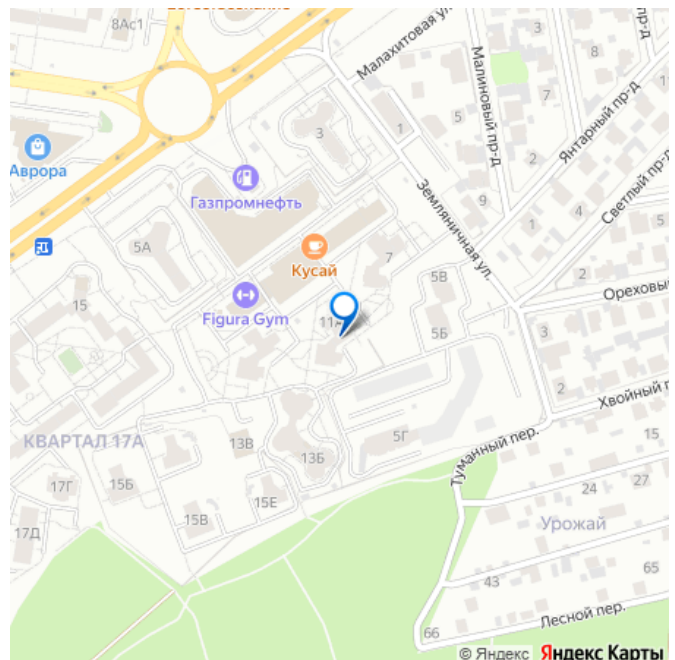 8Ас1
Малахитовая ул.
Малиновый пр-д
3
8
7
3
1
5
Янтарный пр-д
2
Аврора
Газпромнефть
Земляничная ул.
9
1
4
Светлый пр-д
5
5А
Кусай
7
5В
2
Ореховый
15
Figura Gym
11А
5Б
3
2
Хвойный п
КВАРТАЛ 17А
13В
13Б
5Г
Туманный пер.
15
17Г
15Б
15Е
15В
24
27
17Д
Урожай
43
65
66
Лесной пер.
© Яндекс Яндекс Карты